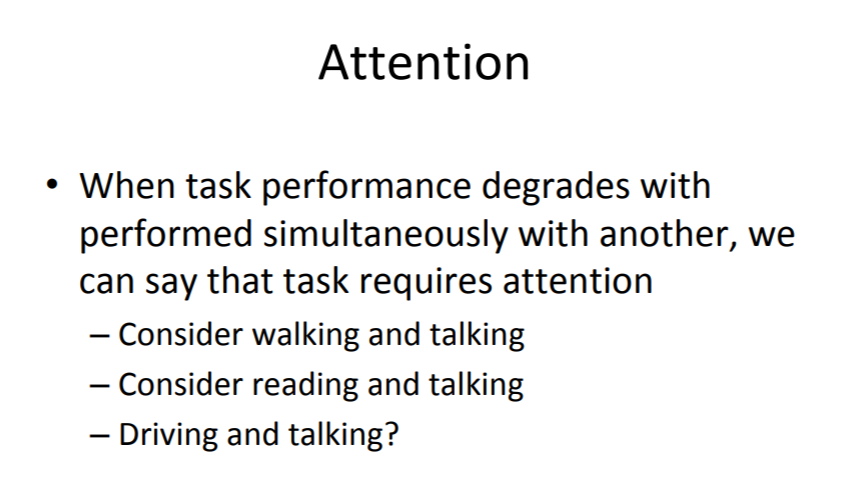 Attention
• When task performance degrades with
performed simultaneously with another, we
can say that task requires attention
– Consider walking and talking
– Consider reading and talking
– Driving and talking?